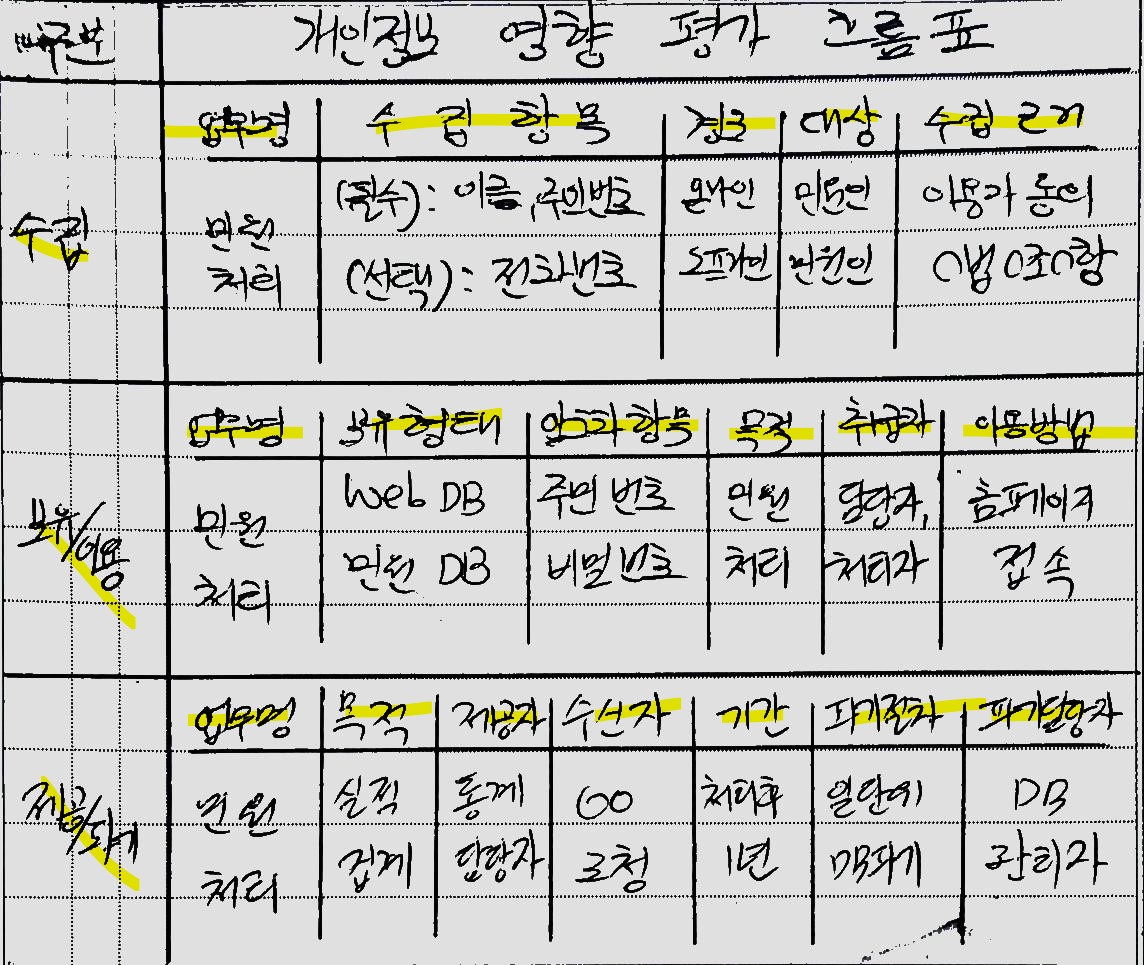 구분 개인정보 영향 평가 흐름표
업무명 수집항목 경로 대상 수집근거
수집
민원 처리
(필수): 이름, 주민번호 온라인 민원인 이용자 동의
(선택): 전화번호 오프라인 민원인 ○법 ○조 ○항
업무명 보유형태 암호화항목 목적 취급자 이용방법
보유/이용
민원 Web DB 주민번호 민원 담당자, 홈페이지
처리 민원 DB 비밀번호 처리 처리자 접속
업무명 목적 제공자 수신자 기간 파기절차 파기담당자
제공/파기
민원 실적 통계 ○○ 처리후 일단위 DB
처리 집계 담당자 교청 1년 DB파기 관리자